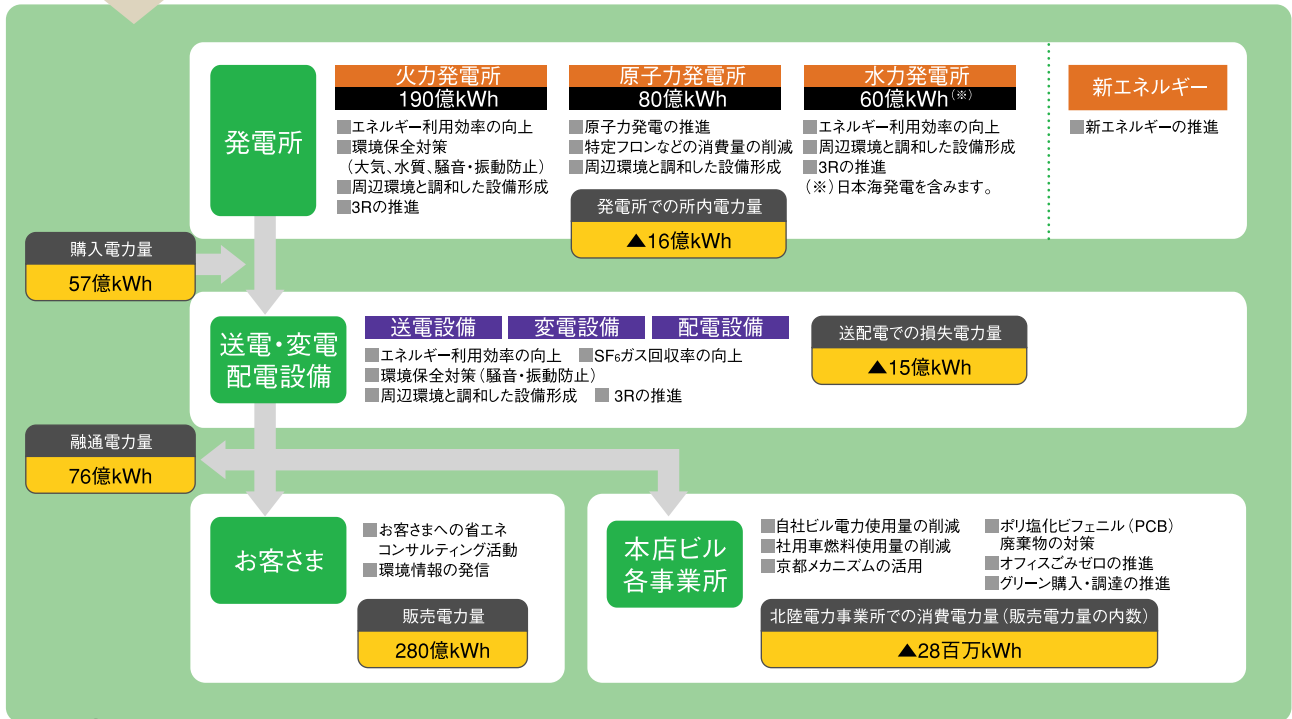 発電所
火力発電所
190億kWh
■エネルギー利用効率の向上
■環境保全対策
(大気、水質、騒音・振動防止)
■周辺環境と調和した設備形成
■3Rの推進
原子力発電所
80億kWh
■原子力発電の推進
■特定フロンなどの消費量の削減
■周辺環境と調和した設備形成
水力発電所
60億kWh(※)
■エネルギー利用効率の向上
■周辺環境と調和した設備形成
■3Rの推進
(※)日本海発電を含みます。
新エネルギー
■新エネルギーの推進
発電所での所内電力量
▲16億kWh
購入電力量
57億kWh
送電・変電
配電設備
送電設備 変電設備 配電設備
■エネルギー利用効率の向上 ■SF₆ガス回収率の向上
■環境保全対策(騒音・振動防止)
■周辺環境と調和した設備形成 ■ 3Rの推進
送配電での損失電力量
▲15億kWh
融通電力量
76億kWh
お客さま
■お客さまへの省エネ
コンサルティング活動
■環境情報の発信
販売電力量
280億kWh
本店ビル
各事業所
■自社ビル電力使用量の削減
■社用車燃料使用量の削減
■京都メカニズムの活用
■ポリ塩化ビフェニル(PCB)
廃棄物の対策
■オフィスごみゼロの推進
■グリーン購入・調達の推進
北陸電力事業所での消費電力量(販売電力量の内数)
▲28百万kWh